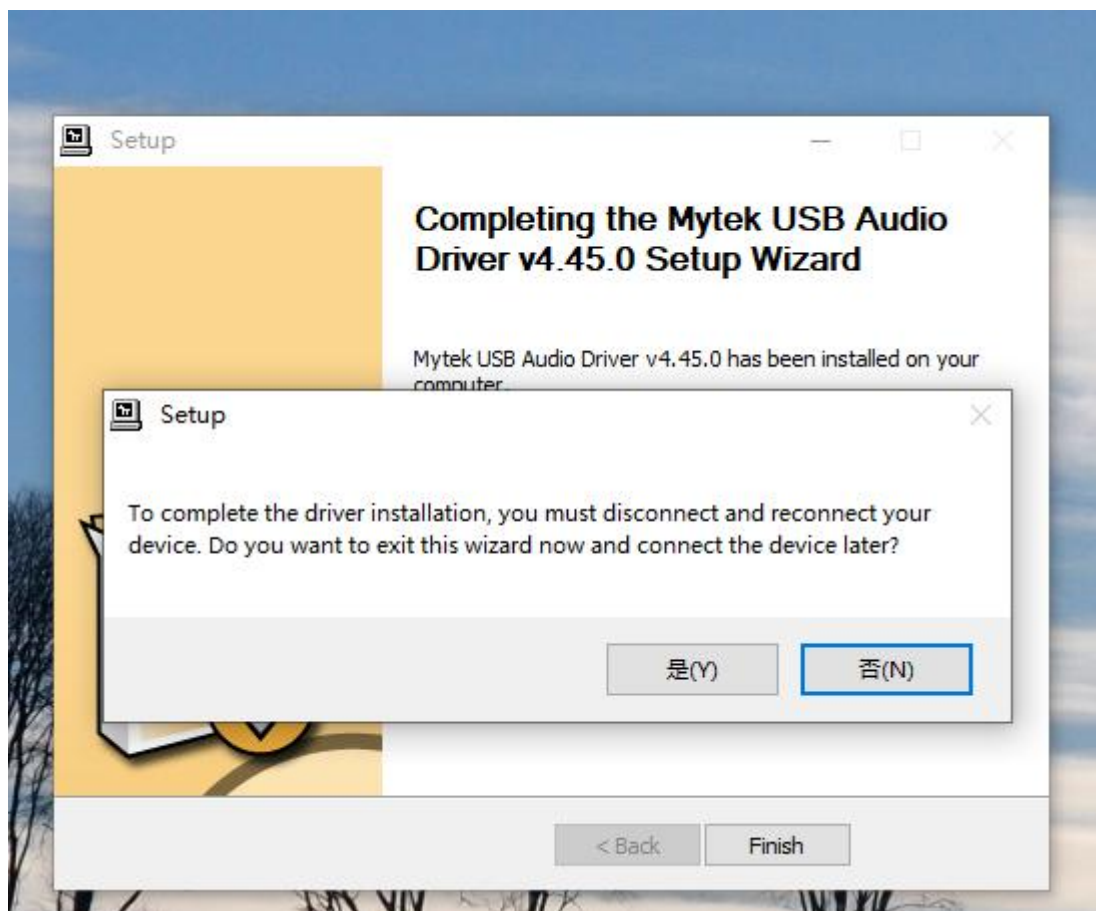 Setup
Completing the Mytek USB Audio
Driver v4.45.0 Setup Wizard
Mytek USB Audio Driver v4.45.0 has been installed on your
computer.
Setup
To complete the driver installation, you must disconnect and reconnect your
device. Do you want to exit this wizard now and connect the device later?
是(Y) 否(N)
< Back Finish